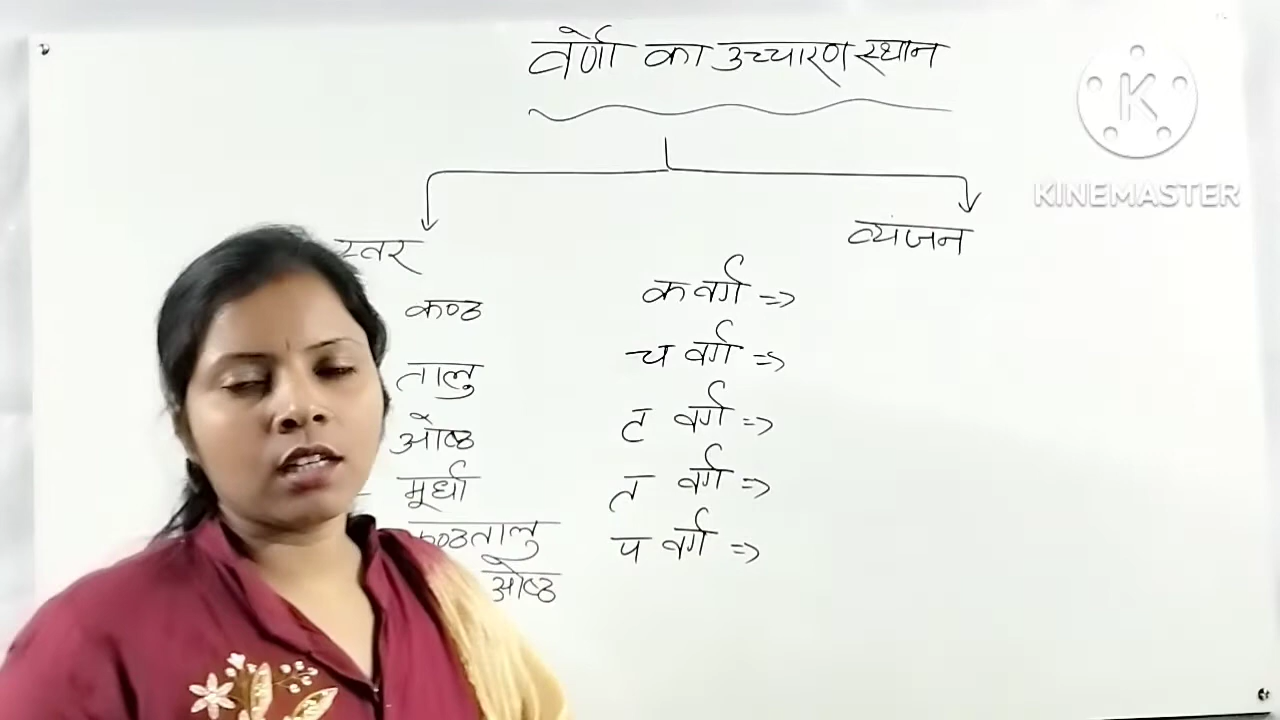 वर्णो का उच्चारण स्थान
स्वर
व्यंजन
कण्ठ
तालु
ओष्ठ
मूर्धा
कण्ठतालु
ओष्ठ
क वर्ग =>
च वर्ग =>
ट वर्ग =>
त वर्ग =>
प वर्ग =>
K
KINEMASTER